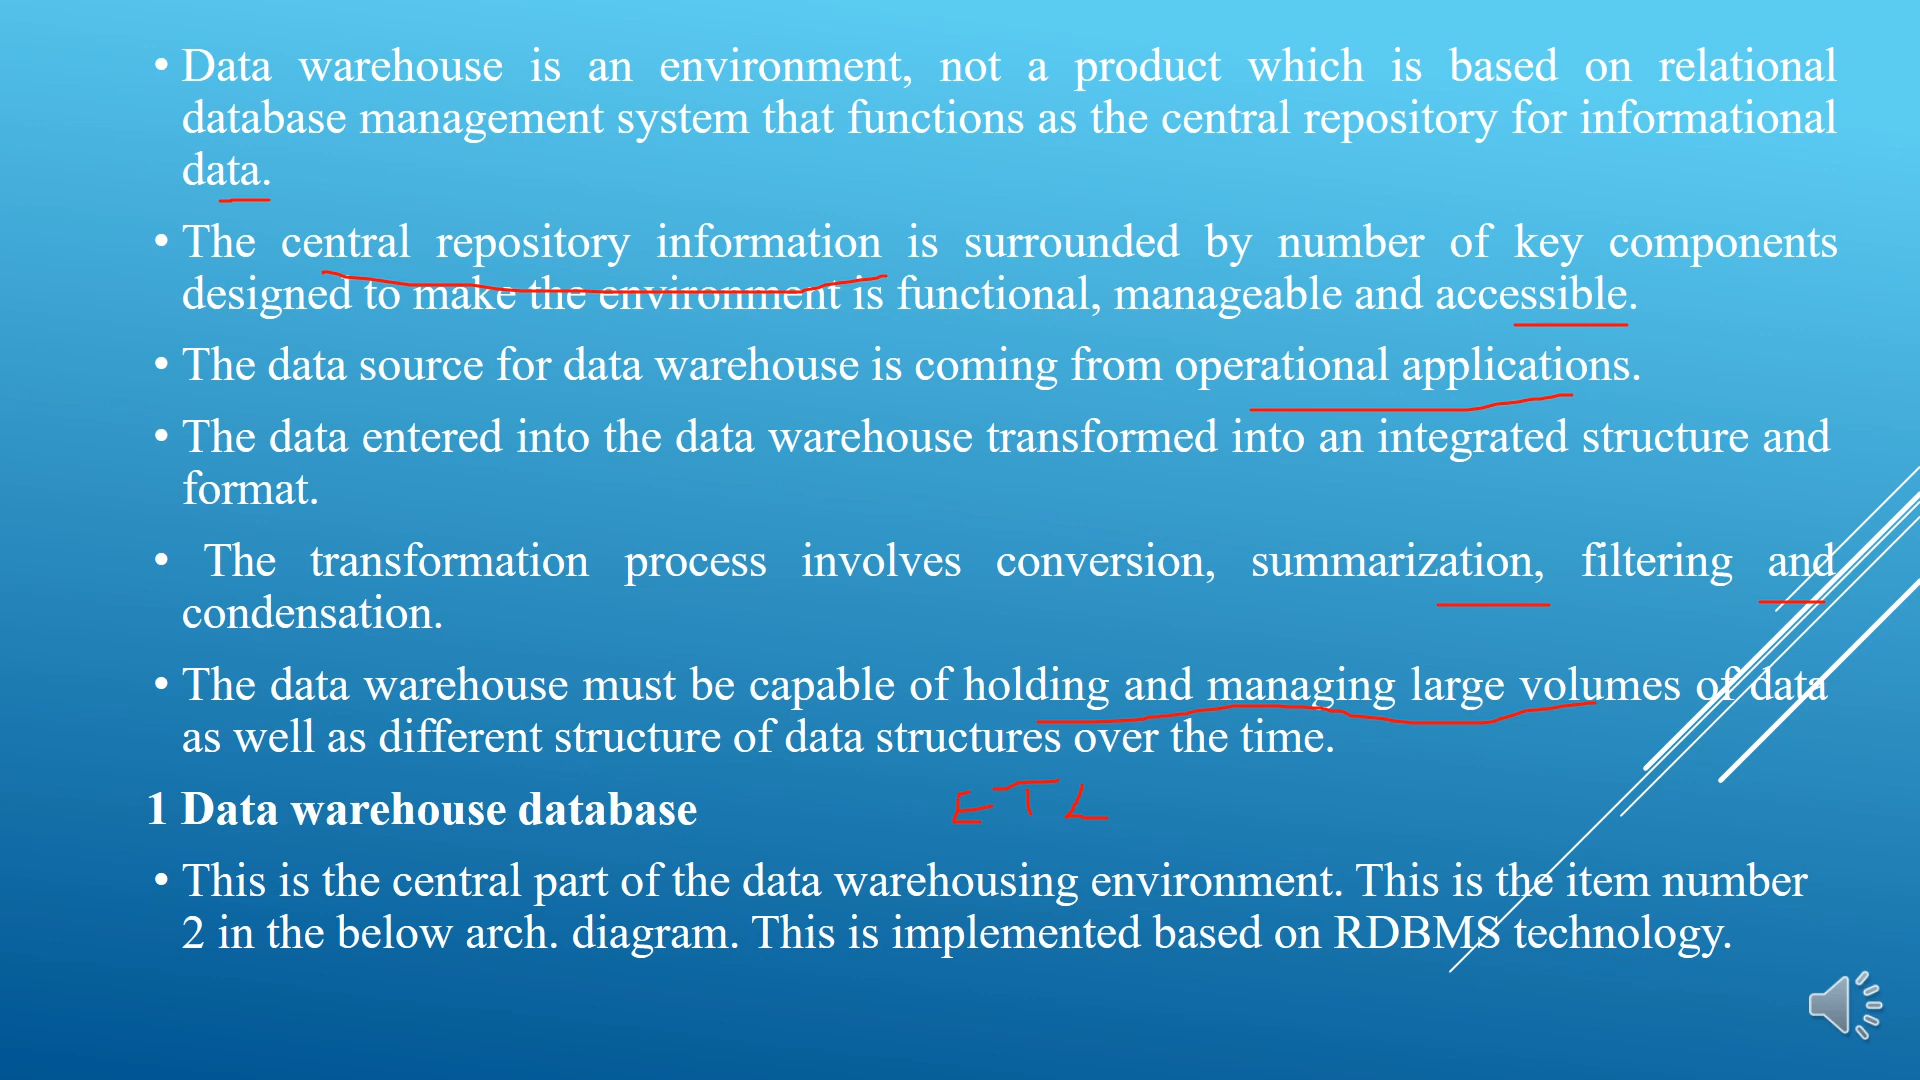 • Data warehouse is an environment, not a product which is based on relational
database management system that functions as the central repository for informational
data.
• The central repository information is surrounded by number of key components
designed to make the environment is functional, manageable and accessible.
• The data source for data warehouse is coming from operational applications.
• The data entered into the data warehouse transformed into an integrated structure and
format.
• The transformation process involves conversion, summarization, filtering and
condensation.
• The data warehouse must be capable of holding and managing large volumes of data
as well as different structure of data structures over the time.
1 Data warehouse database
ETL
• This is the central part of the data warehousing environment. This is the item number
2 in the below arch. diagram. This is implemented based on RDBMS technology.